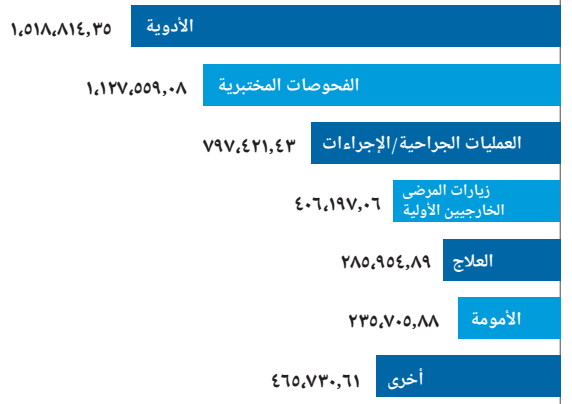 الأدوية ١،٥١٨،٨١٤,٣٥
الفحوصات المختبرية ١،١٢٧،٥٥٩,٠٨
العمليات الجراحية/الإجراءات ٧٩٧،٤٢١,٤٣
زيارات المرضى
الخارجيين الأولية ٤٠٦،١٩٧,٠٦
العلاج ٢٨٥،٩٥٤,٨٩
الأمومة ٢٣٥،٧٠٥,٨٨
أخرى ٤٦٥،٧٣٠,٦١